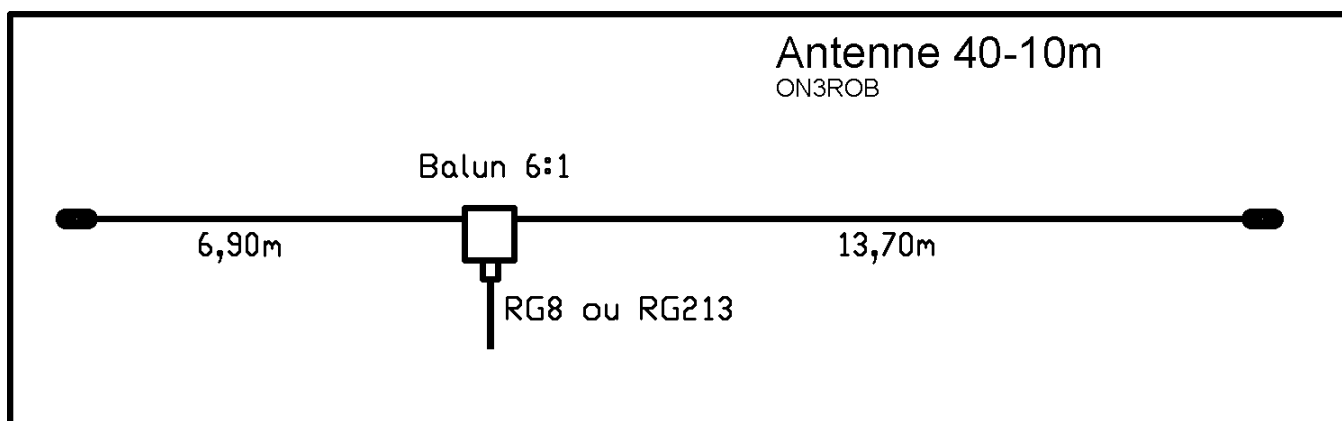 Antenne 40-10m
ON3ROB
Balun 6:1
6,90m
13,70m
RG8 ou RG213